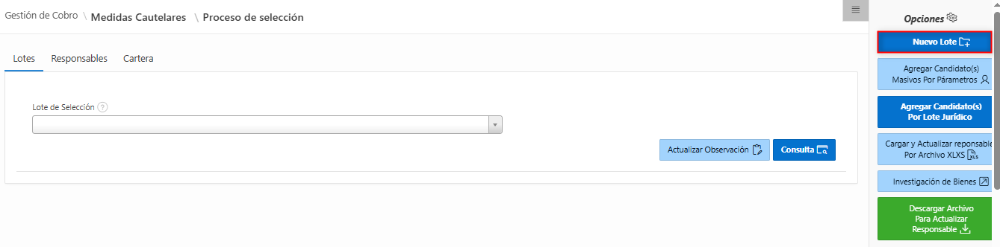 Gestión de Cobro \ Medidas Cautelares \ Proceso de selección
Lotes Responsables Cartera
Lote de Selección ?
Actualizar Observación Consulta
Opciones
Nuevo Lote
Agregar Candidato(s)
Masivos Por Párametros
Agregar Candidato(s)
Por Lote Jurídico
Cargar y Actualizar reponsable
Por Archivo XLXS XLS
Investigación de Bienes
Descargar Archivo
Para Actualizar
Responsable